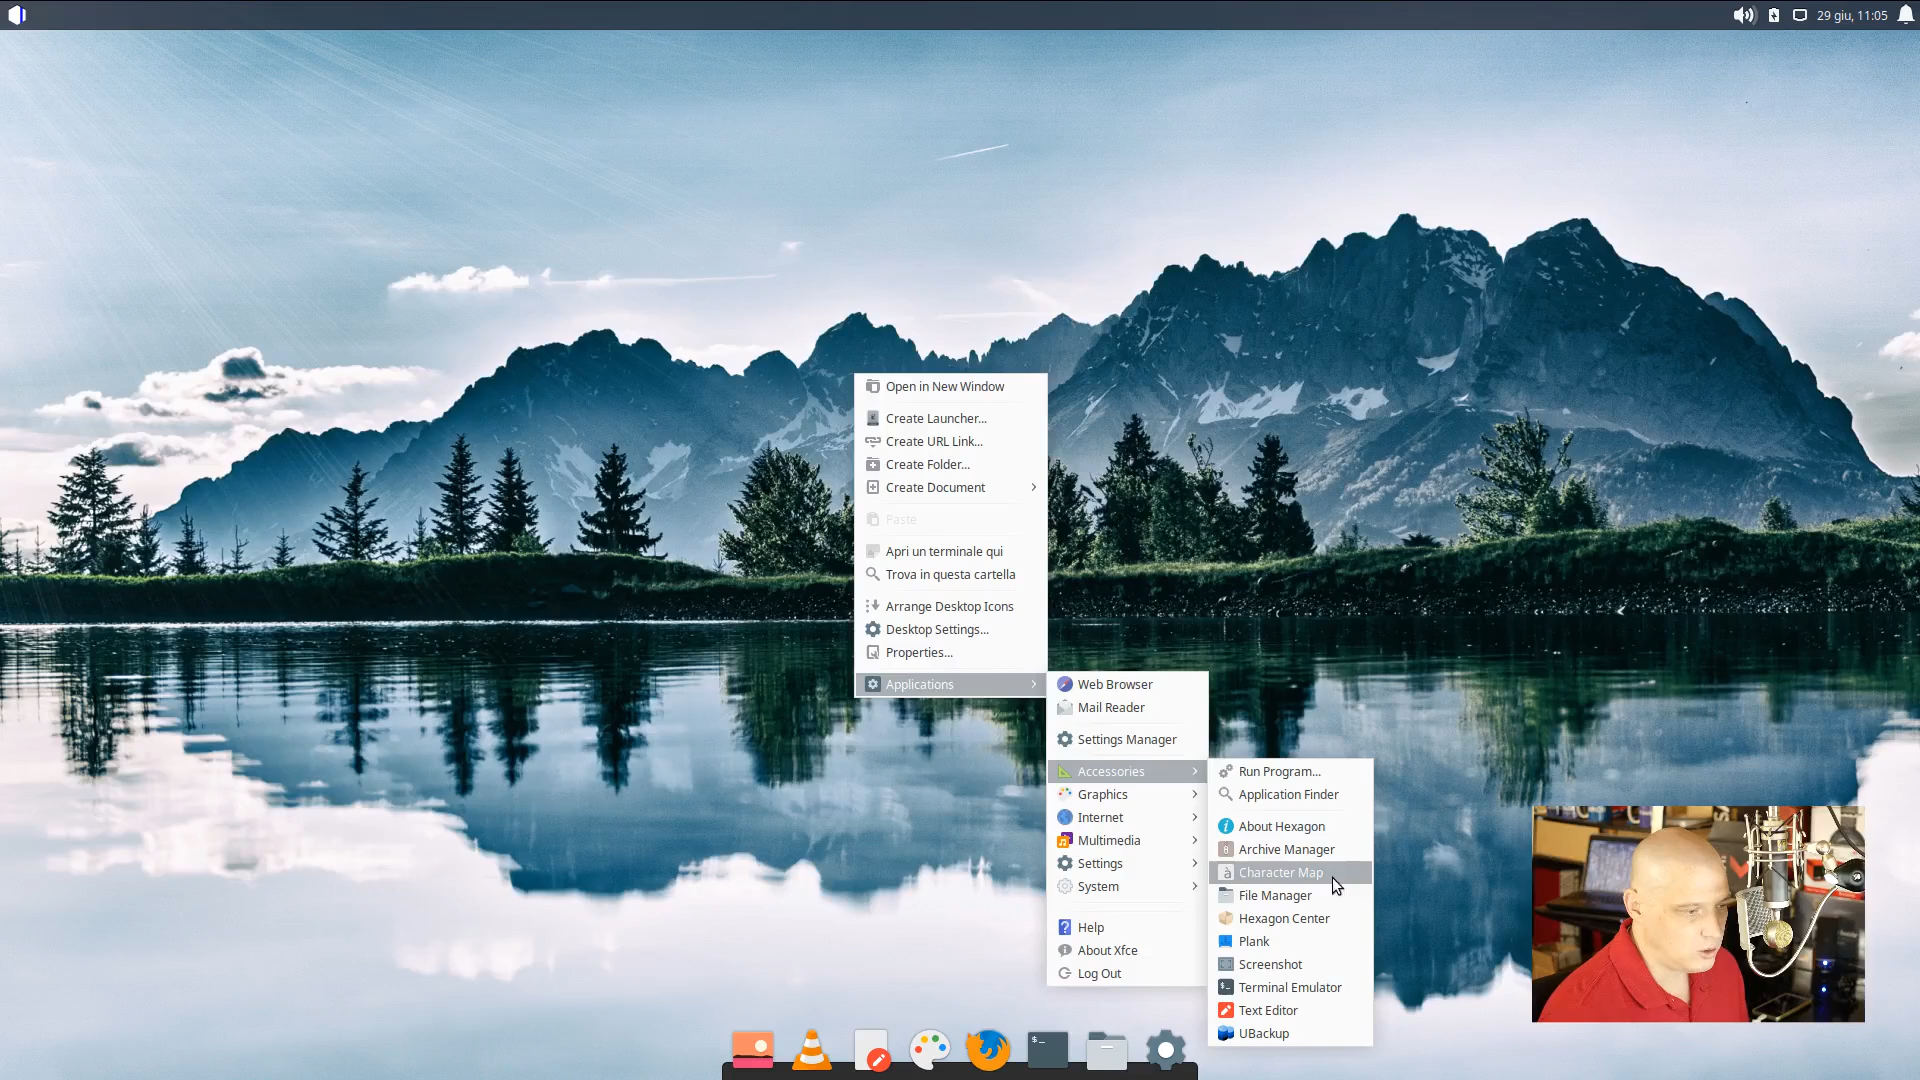 29 giu, 11:05
Open in New Window
Create Launcher...
Create URL Link...
Create Folder...
Create Document
Paste
Apri un terminale qui
Trova in questa cartella
Arrange Desktop Icons
Desktop Settings...
Properties...
Applications
Web Browser
Mail Reader
Settings Manager
Accessories
Graphics
Internet
Multimedia
Settings
System
Help
About Xfce
Log Out
Run Program...
Application Finder
About Hexagon
Archive Manager
Character Map
File Manager
Hexagon Center
Plank
Screenshot
Terminal Emulator
Text Editor
UBackup